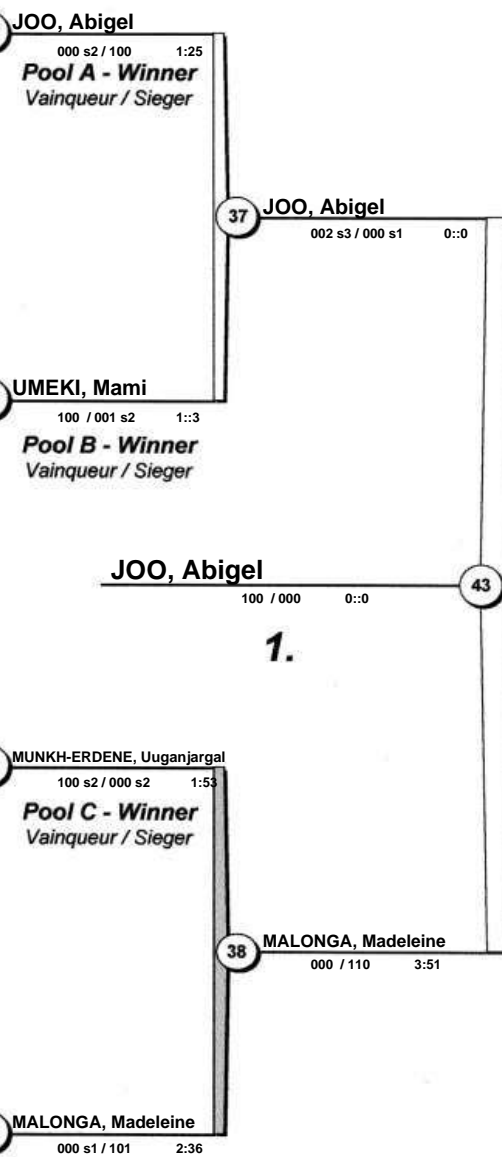 JOO, Abigel
000 s2 / 100 1:25
Pool A - Winner
Vainqueur / Sieger
37
JOO, Abigel
002 s3 / 000 s1 0::0
UMEKI, Mami
100 / 001 s2 1::3
Pool B - Winner
Vainqueur / Sieger
JOO, Abigel
43
100 / 000 0::0
1.
MUNKH-ERDENE, Uuganjargal
100 s2 / 000 s2 1:53
Pool C - Winner
Vainqueur / Sieger
38
MALONGA, Madeleine
000 / 110 3:51
MALONGA, Madeleine
000 s1 / 101 2:36